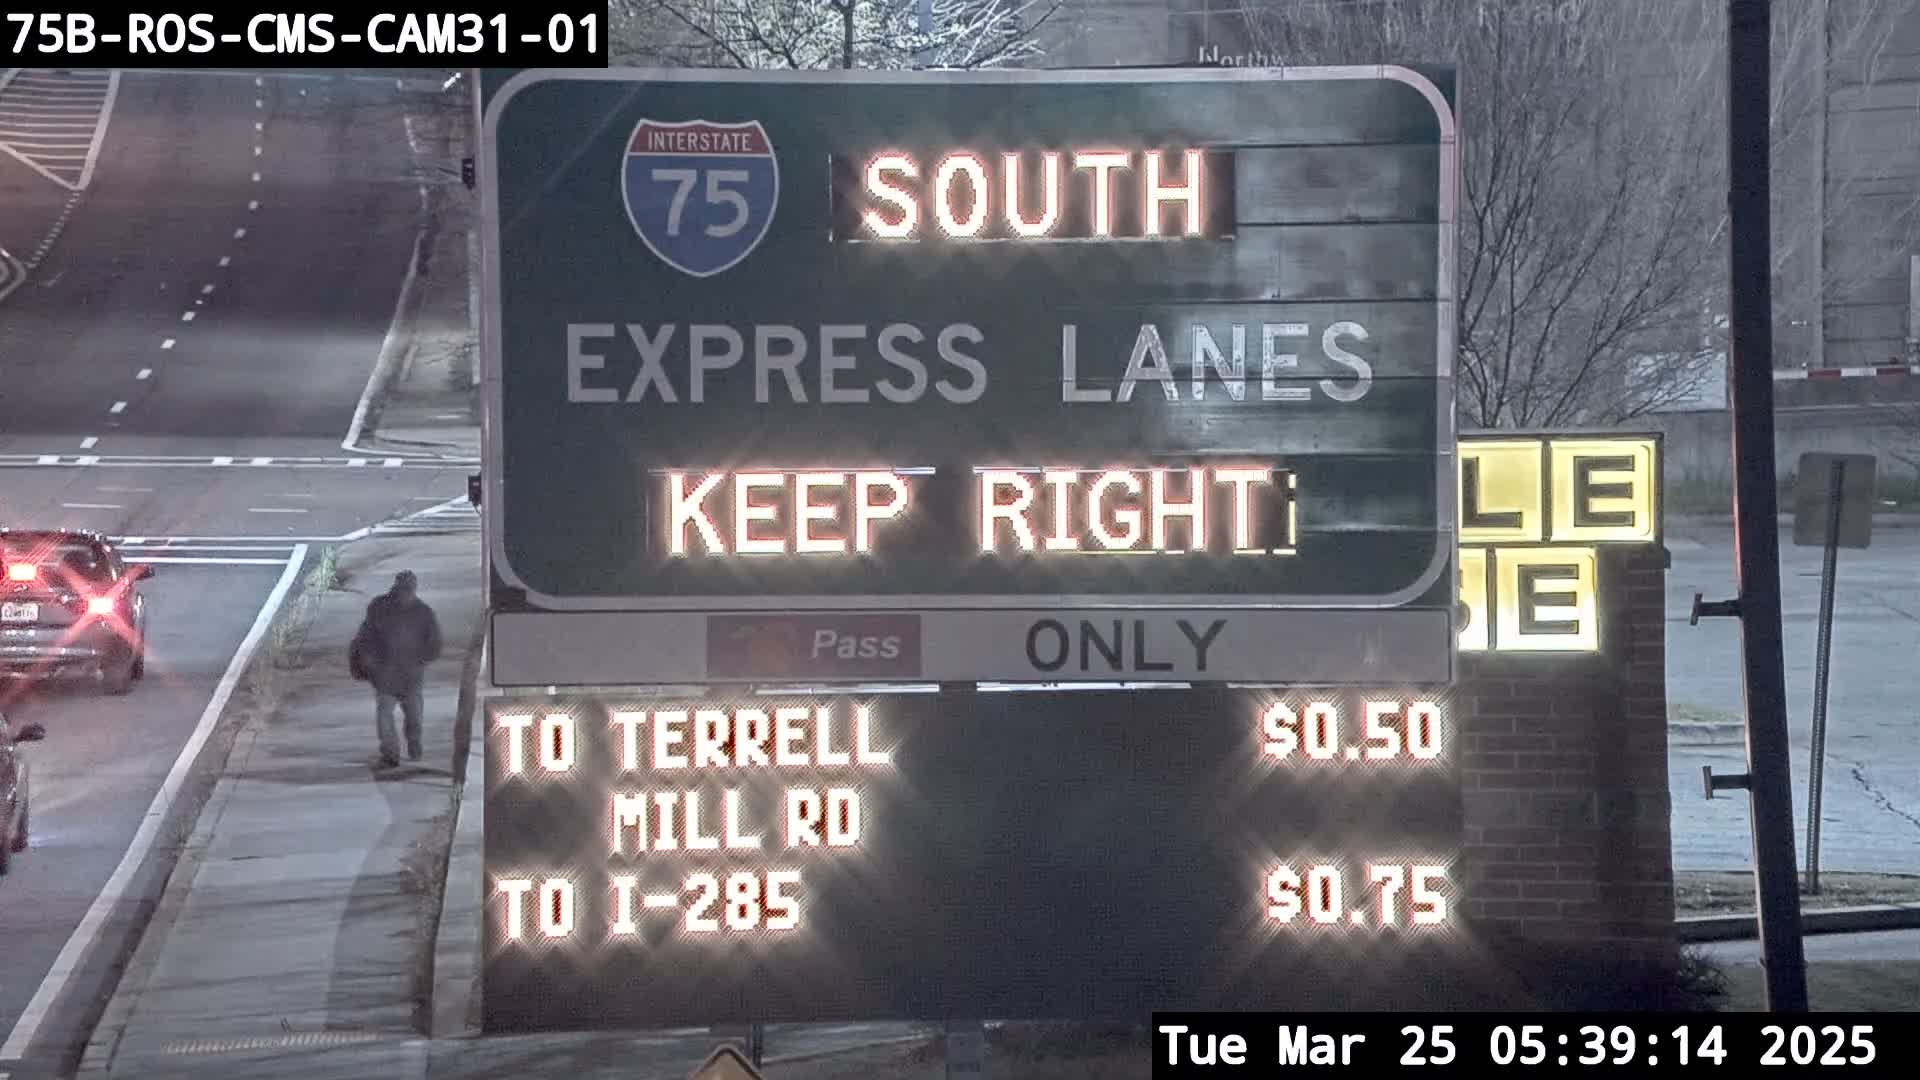 75B-ROS-CMS-CAM31-01
INTERSTATE
75
SOUTH
EXPRESS LANES
KEEP RIGHT
Pass ONLY
TO TERRELL $0.50
MILL RD
TO I-285 $0.75
LE
E
Tue Mar 25 05:39:14 2025